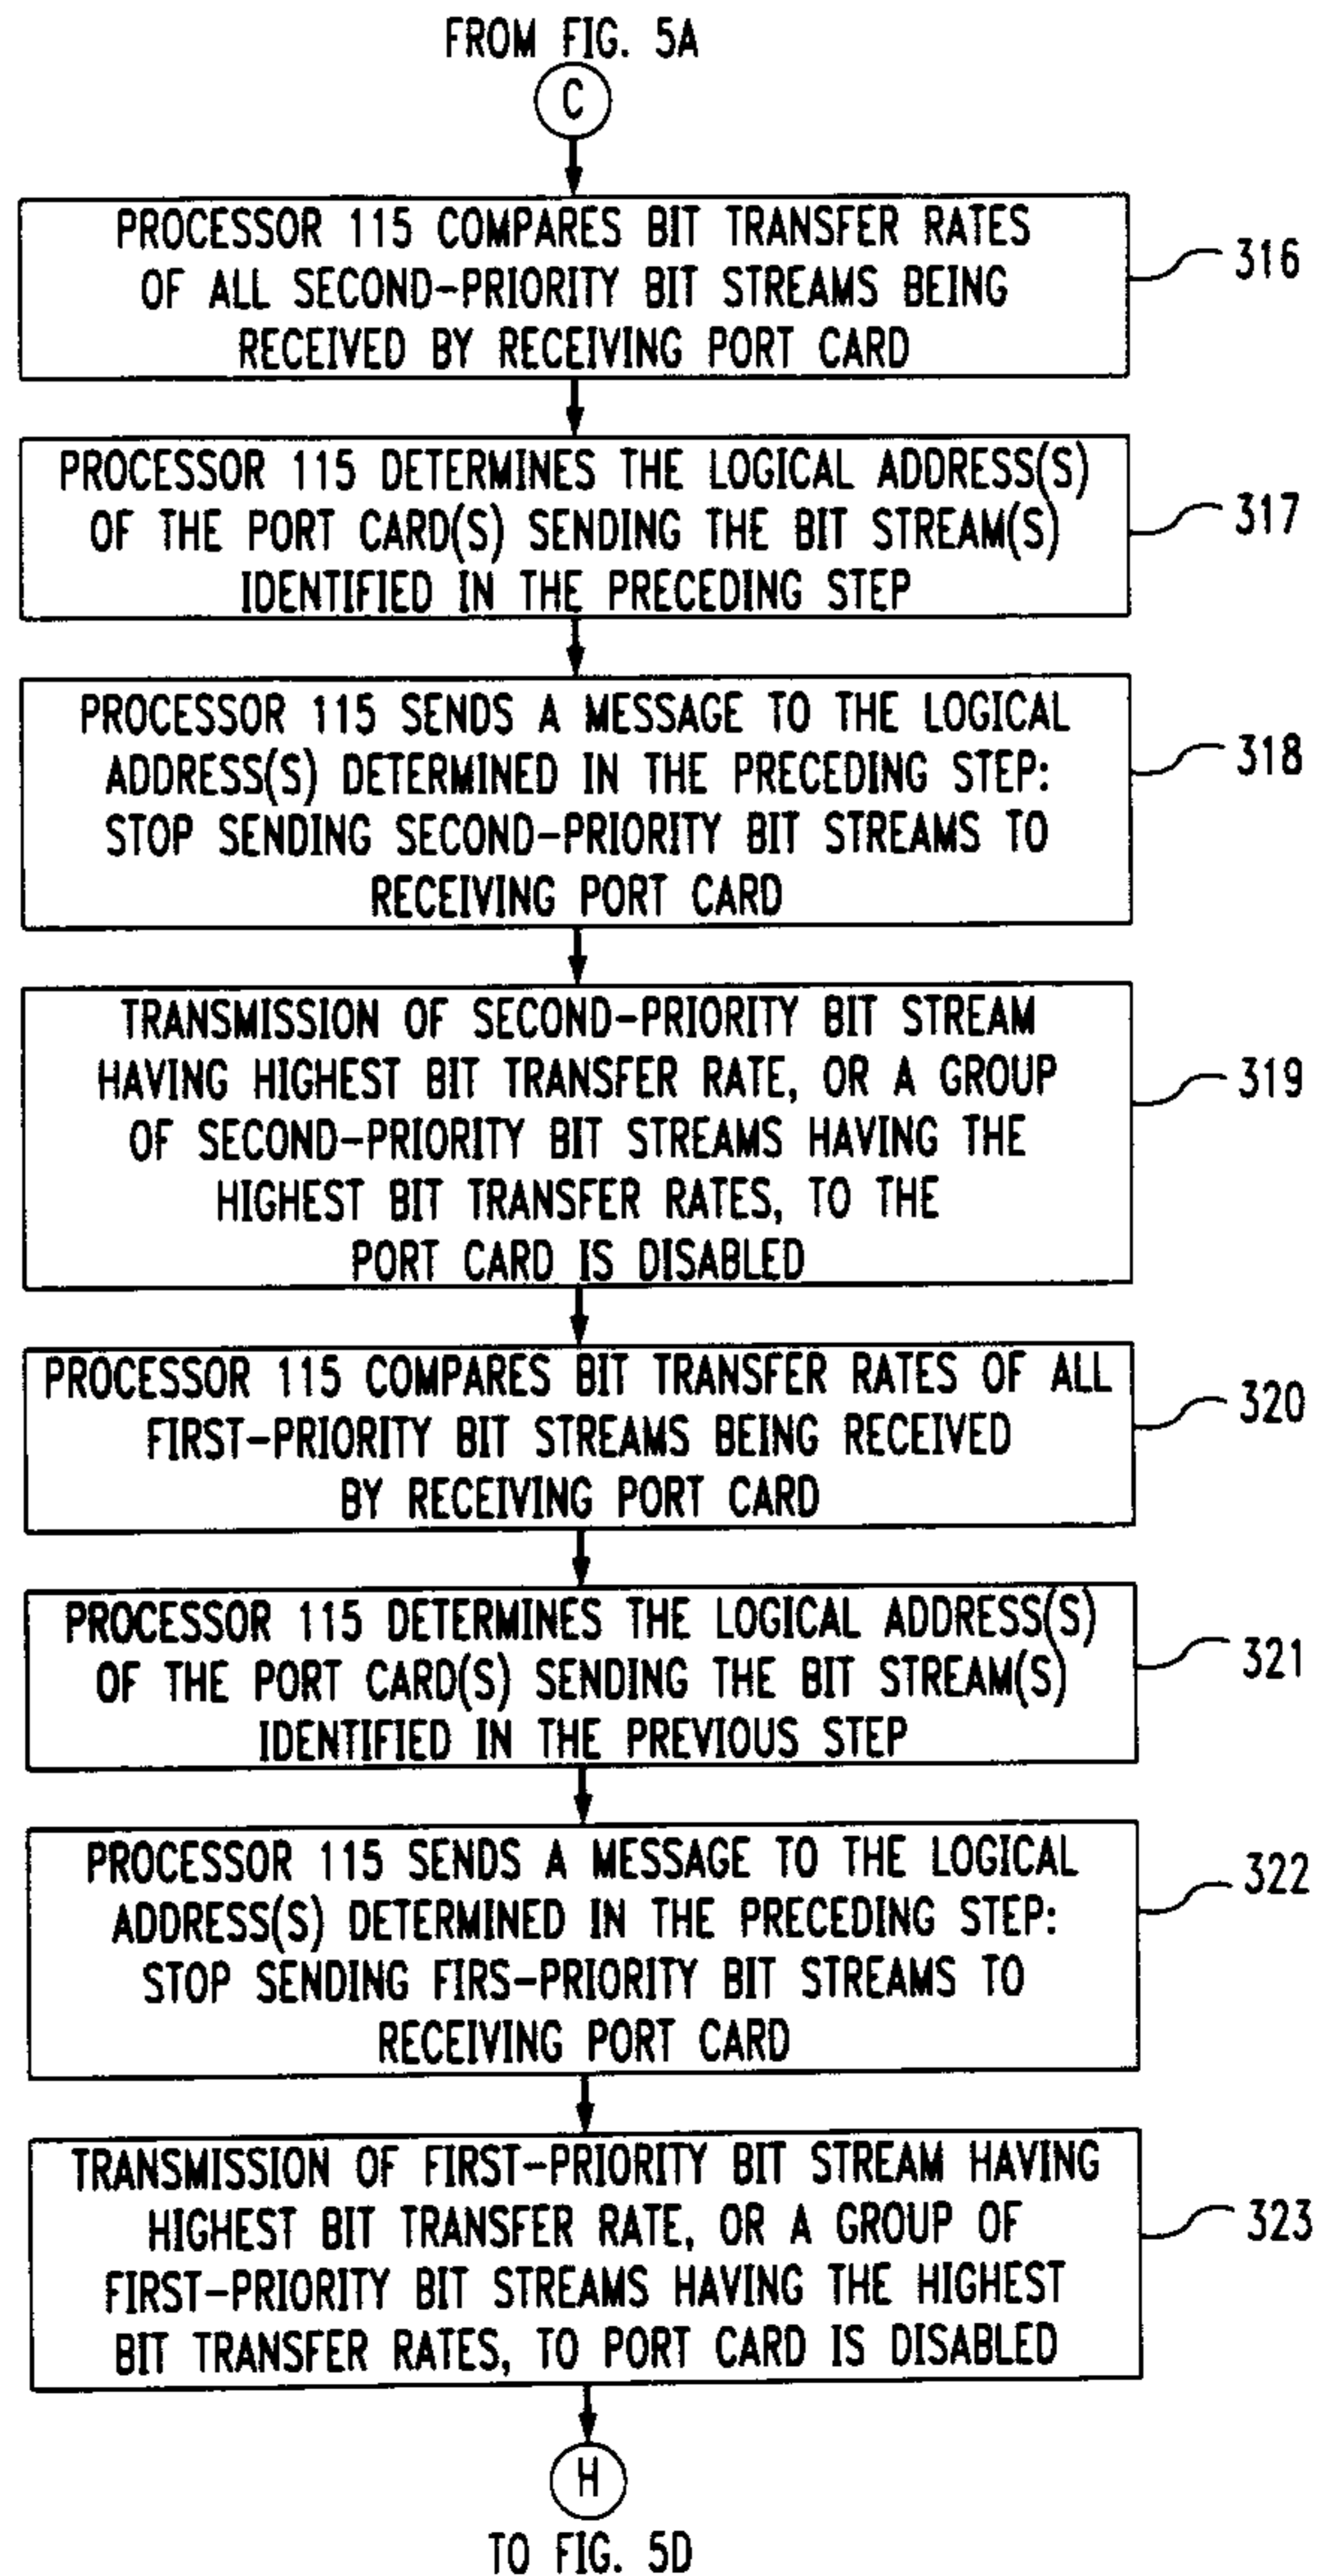 FROM FIG. 5A
C
PROCESSOR 115 COMPARES BIT TRANSFER RATES
OF ALL SECOND-PRIORITY BIT STREAMS BEING
RECEIVED BY RECEIVING PORT CARD
316
PROCESSOR 115 DETERMINES THE LOGICAL ADDRESS(S)
OF THE PORT CARD(S) SENDING THE BIT STREAM(S)
IDENTIFIED IN THE PRECEDING STEP
317
PROCESSOR 115 SENDS A MESSAGE TO THE LOGICAL
ADDRESS(S) DETERMINED IN THE PRECEDING STEP:
STOP SENDING SECOND-PRIORITY BIT STREAMS TO
RECEIVING PORT CARD
318
TRANSMISSION OF SECOND-PRIORITY BIT STREAM
HAVING HIGHEST BIT TRANSFER RATE, OR A GROUP
OF SECOND-PRIORITY BIT STREAMS HAVING THE
HIGHEST BIT TRANSFER RATES, TO THE
PORT CARD IS DISABLED
319
PROCESSOR 115 COMPARES BIT TRANSFER RATES OF ALL
FIRST-PRIORITY BIT STREAMS BEING RECEIVED
BY RECEIVING PORT CARD
320
PROCESSOR 115 DETERMINES THE LOGICAL ADDRESS(S)
OF THE PORT CARD(S) SENDING THE BIT STREAM(S)
IDENTIFIED IN THE PREVIOUS STEP
321
PROCESSOR 115 SENDS A MESSAGE TO THE LOGICAL
ADDRESS(S) DETERMINED IN THE PRECEDING STEP:
STOP SENDING FIRS-PRIORITY BIT STREAMS TO
RECEIVING PORT CARD
322
TRANSMISSION OF FIRST-PRIORITY BIT STREAM HAVING
HIGHEST BIT TRANSFER RATE, OR A GROUP OF
FIRST-PRIORITY BIT STREAMS HAVING THE HIGHEST
BIT TRANSFER RATES, TO PORT CARD IS DISABLED
323
H
TO FIG. 5D